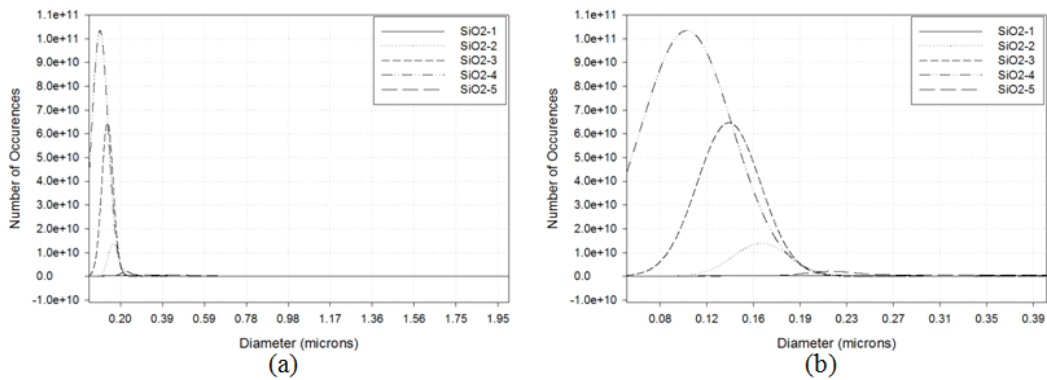 1.1e+11
1.0e+11
9.0e+10
8.0e+10
7.0e+10
6.0e+10
5.0e+10
4.0e+10
3.0e+10
2.0e+10
1.0e+10
0.0
-1.0e+10
Number of Occurences
SiO2-1
SiO2-2
SiO2-3
SiO2-4
SiO2-5
0.20 0.39 0.59 0.78 0.98 1.17 1.36 1.56 1.76 1.95
Diameter (microns)
(a)
1.1e+11
1.0e+11
9.0e+10
8.0e+10
7.0e+10
6.0e+10
5.0e+10
4.0e+10
3.0e+10
2.0e+10
1.0e+10
0.0
-1.0e+10
Number of Occurences
SiO2-1
SiO2-2
SiO2-3
SiO2-4
SiO2-5
0.08 0.12 0.16 0.19 0.23 0.27 0.31 0.35 0.39
Diameter (microns)
(b)